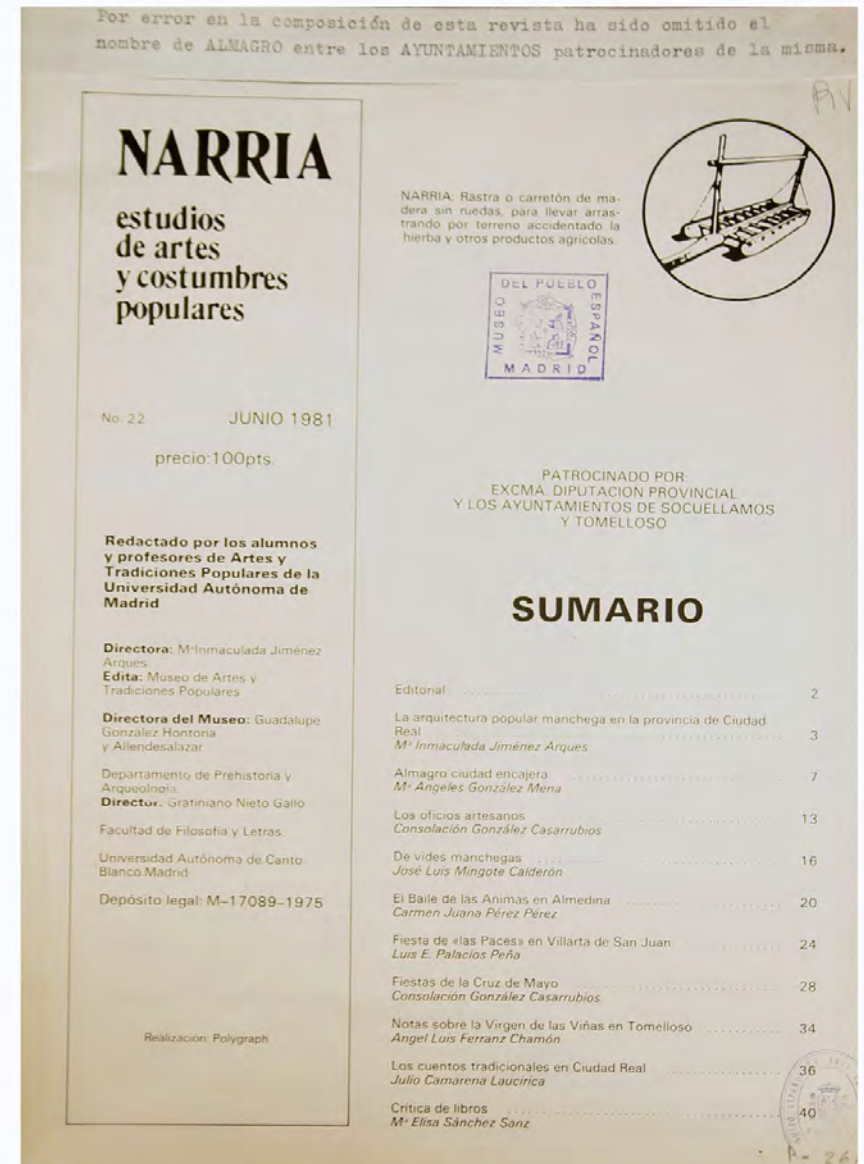 Por error en la composición de esta revista ha sido omitido el
nombre de ALMAGRO entre los AYUNTAMIENTOS patrocinadores de la misma.
NARRIA
estudios
de artes
y costumbres
populares
No. 22 JUNIO 1981
precio:100pts.
Redactado por los alumnos
y profesores de Artes y
Tradiciones Populares de la
Universidad Autónoma de
Madrid
Directora: Mª Inmaculada Jiménez
Arques
Edita: Museo de Artes y
Tradiciones Populares
Directora del Museo: Guadalupe
González Hontoria
y Allendesalazar
Departamento de Prehistoria y
Arqueología.
Director: Gratiniano Nieto Gallo
Facultad de Filosofía y Letras.
Universidad Autónoma de Canto
Blanco.Madrid
Depósito legal: M–17089–1975
Realización: Polygraph
NARRIA: Rastra o carretón de ma-
dera sin ruedas, para llevar arras-
trando por terreno accidentado la
hierba y otros productos agrícolas.
MUSEO DEL PUEBLO ESPAÑOL
MADRID
PATROCINADO POR:
EXCMA. DIPUTACION PROVINCIAL
Y LOS AYUNTAMIENTOS DE SOCUELLAMOS
Y TOMELLOSO
SUMARIO
Editorial 2
La arquitectura popular manchega en la provincia de Ciudad
Real 3
Mª Inmaculada Jiménez Arques
Almagro ciudad encajera 7
Mª Angeles González Mena
Los oficios artesanos 13
Consolación González Casarrubios
De vides manchegas 16
José Luis Mingote Calderón
El Baile de las Animas en Almedina 20
Carmen Juana Pérez Pérez
Fiesta de «las Paces» en Villarta de San Juan 24
Luis E. Palacios Peña
Fiestas de la Cruz de Mayo 28
Consolación González Casarrubios
Notas sobre la Virgen de las Viñas en Tomelloso 34
Angel Luis Ferranz Chamón
Los cuentos tradicionales en Ciudad Real 36
Julio Camarena Laucirica
Crítica de libros 40
Mª Elisa Sánchez Sanz